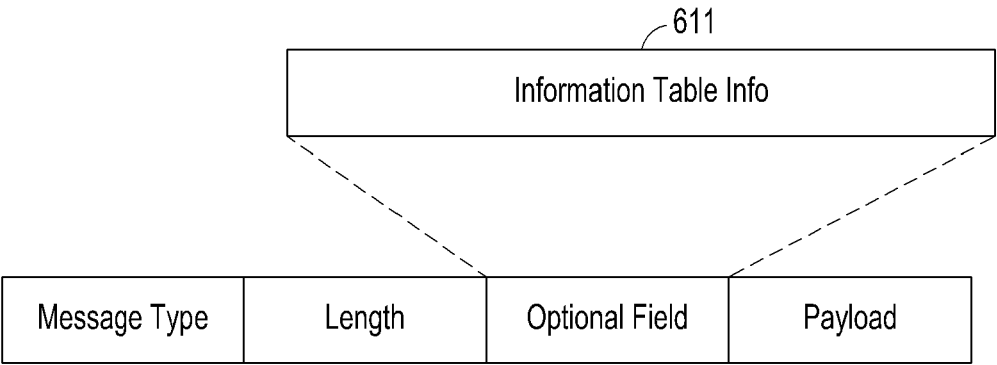 611
Information Table Info
Message Type Length Optional Field Payload